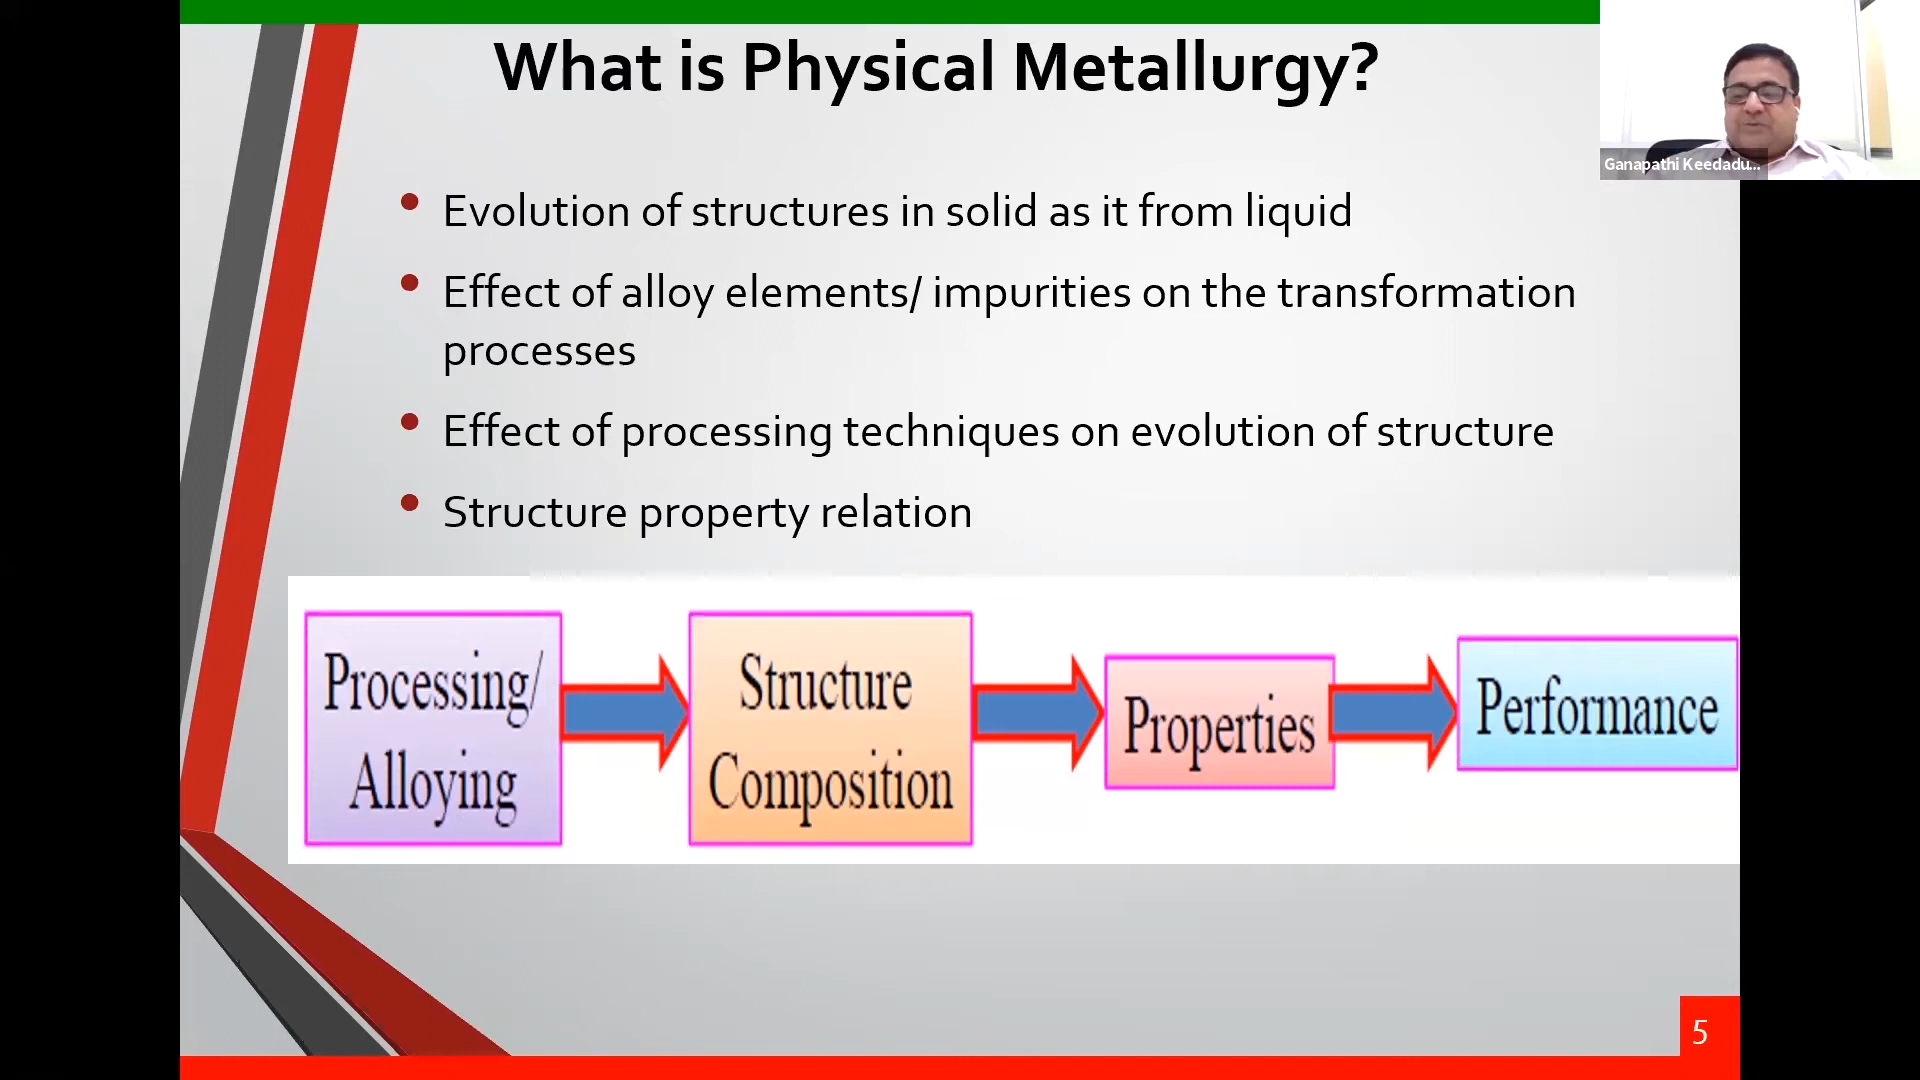 What is Physical Metallurgy?
Ganapathi Keedadu...
• Evolution of structures in solid as it from liquid
• Effect of alloy elements/ impurities on the transformation
processes
• Effect of processing techniques on evolution of structure
• Structure property relation
Processing/
Alloying
Structure
Composition
Properties
Performance
5